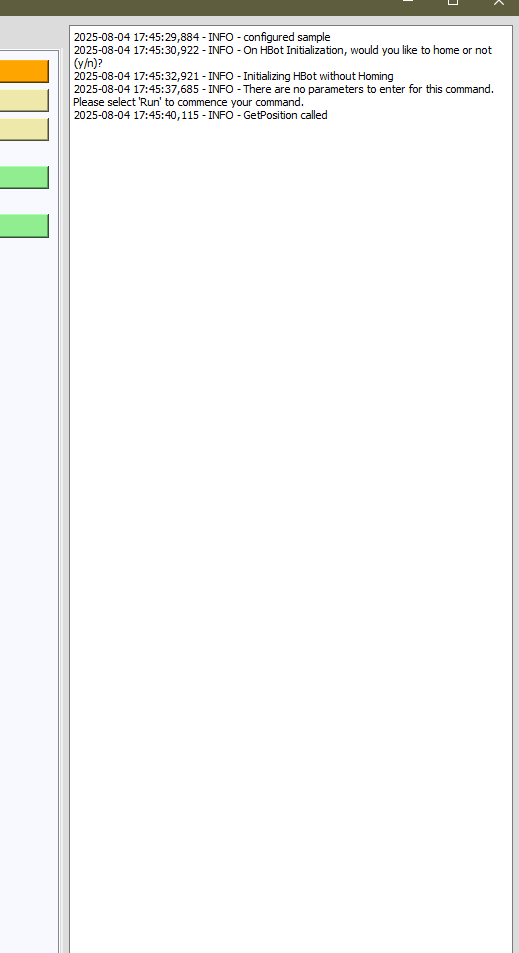 2025-08-04 17:45:29,884 - INFO - configured sample
2025-08-04 17:45:30,922 - INFO - On HBot Initialization, would you like to home or not
(y/n)?
2025-08-04 17:45:32,921 - INFO - Initializing HBot without Homing
2025-08-04 17:45:37,685 - INFO - There are no parameters to enter for this command.
Please select 'Run' to commence your command.
2025-08-04 17:45:40,115 - INFO - GetPosition called